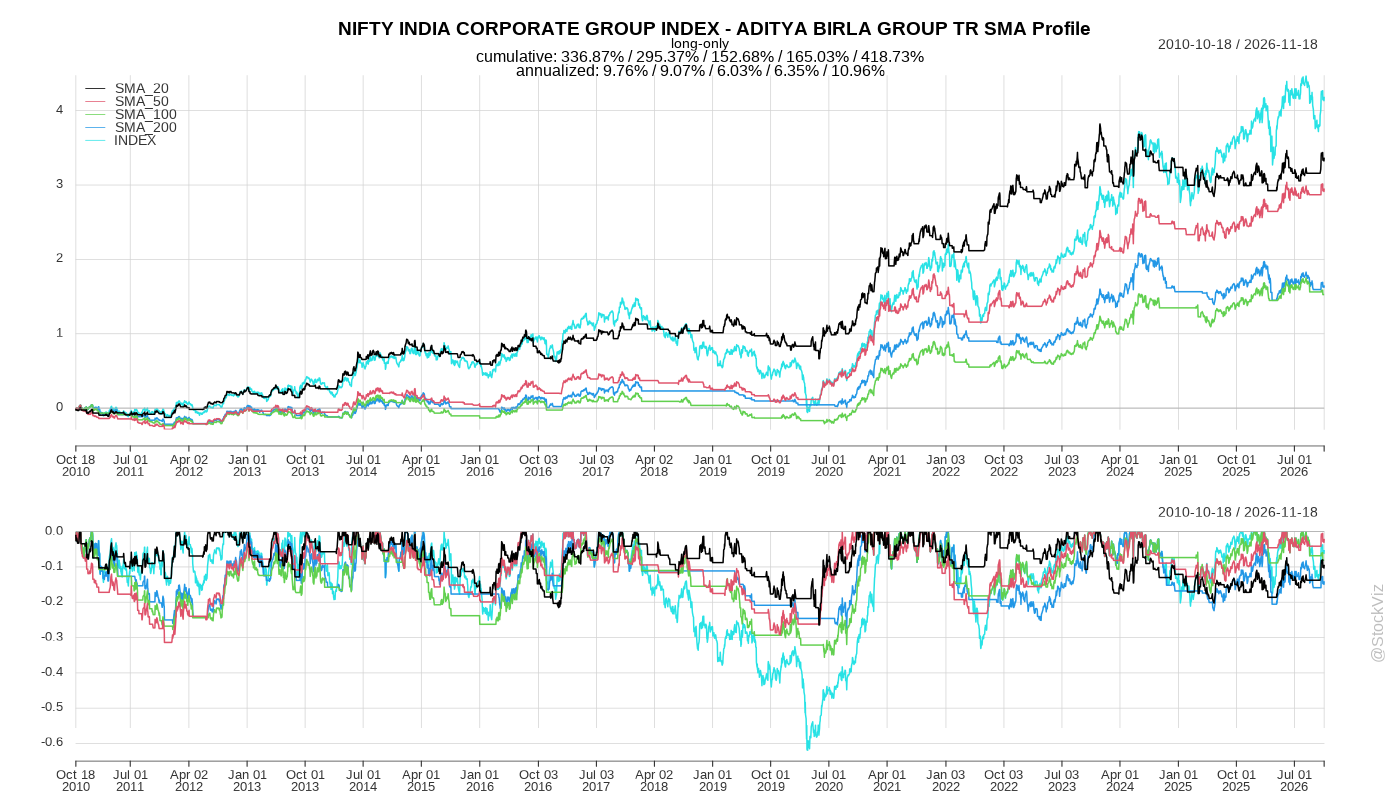 NIFTY INDIA CORPORATE GROUP INDEX - ADITYA BIRLA GROUP TR SMA Profile
long-only
2010-10-18 / 2026-11-18
cumulative: 336.87% / 295.37% / 152.68% / 165.03% / 418.73%
annualized: 9.76% / 9.07% / 6.03% / 6.35% / 10.96%
SMA_20
SMA_50
SMA_100
SMA_200
INDEX
4
3
2
1
0
Oct 18 Jul 01 Apr 02 Jan 01 Oct 01 Jul 01 Apr 01 Jan 01 Oct 03 Jul 03 Apr 02 Jan 01 Oct 01 Jul 01 Apr 01 Jan 03 Oct 03 Jul 03 Apr 01 Jan 01 Oct 01 Jul 01
2010 2011 2012 2013 2013 2014 2015 2016 2016 2017 2018 2019 2019 2020 2021 2022 2022 2023 2024 2025 2025 2026
2010-10-18 / 2026-11-18
0.0
-0.1
-0.2
-0.3
-0.4
-0.5
-0.6
Oct 18 Jul 01 Apr 02 Jan 01 Oct 01 Jul 01 Apr 01 Jan 01 Oct 03 Jul 03 Apr 02 Jan 01 Oct 01 Jul 01 Apr 01 Jan 03 Oct 03 Jul 03 Apr 01 Jan 01 Oct 01 Jul 01
2010 2011 2012 2013 2013 2014 2015 2016 2016 2017 2018 2019 2019 2020 2021 2022 2022 2023 2024 2025 2025 2026
@StockViz